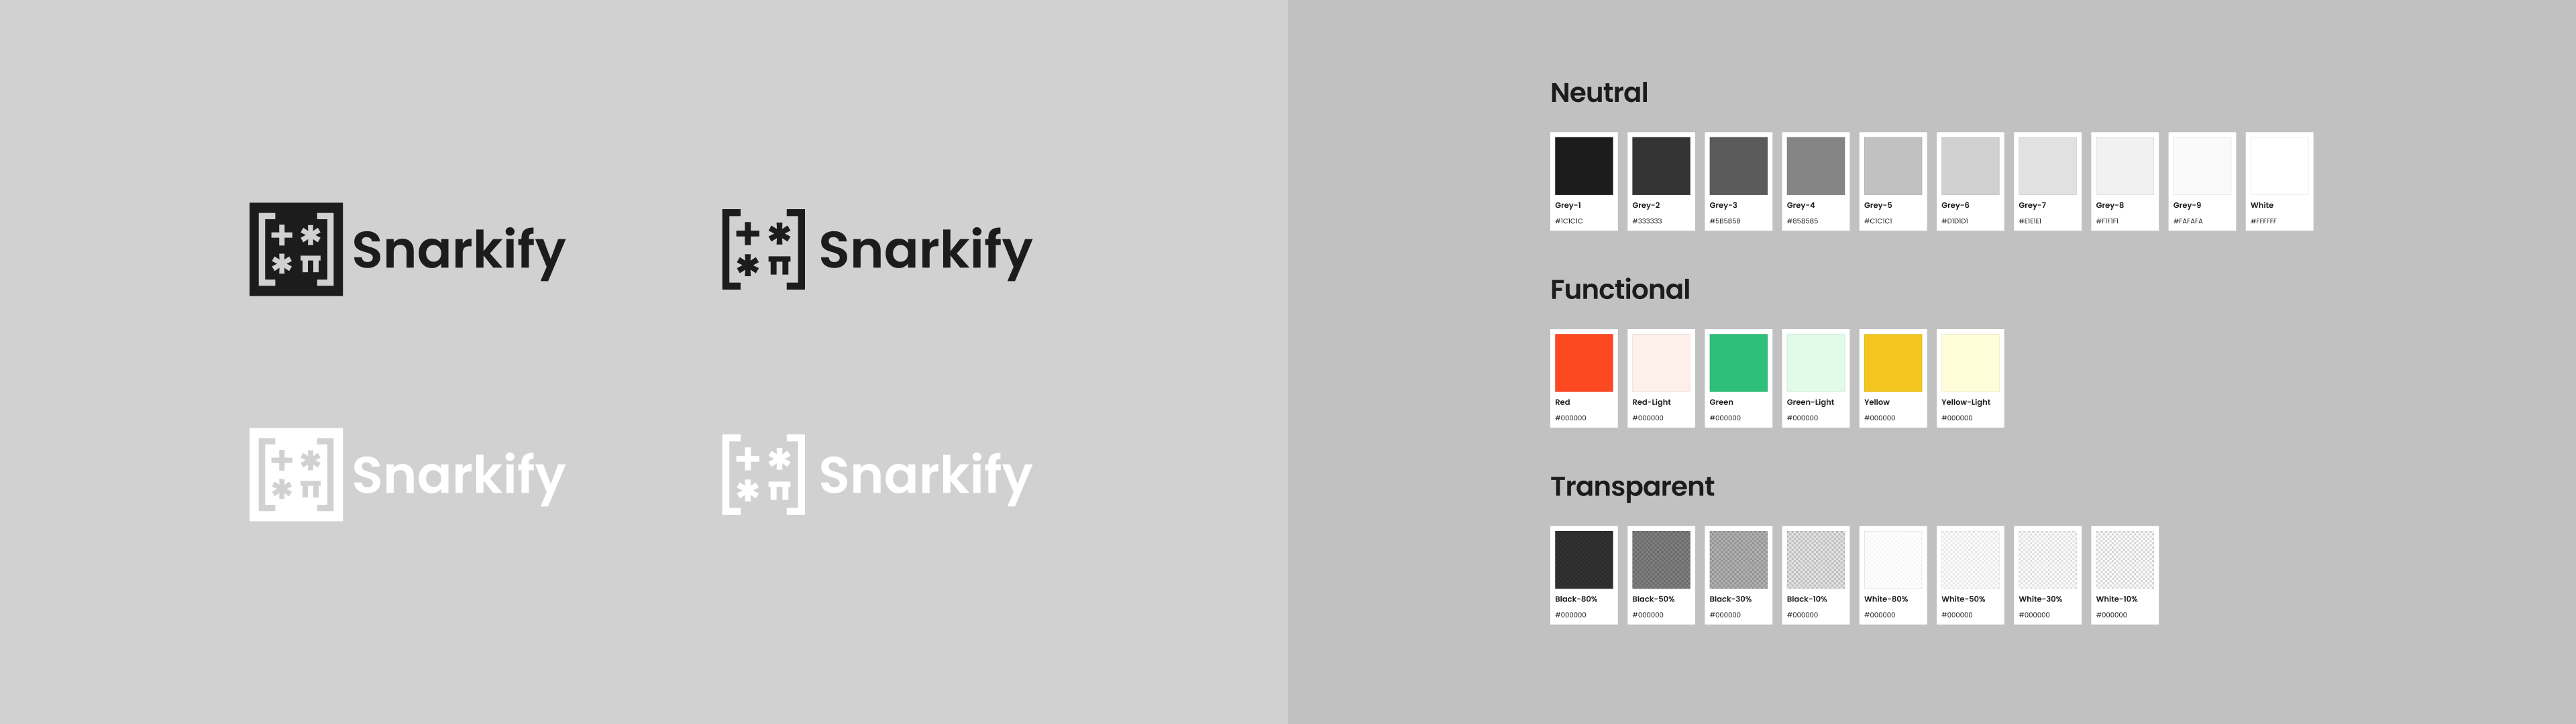 Snarkify
Snarkify
Snarkify
Snarkify
Neutral
Grey-1 Grey-2 Grey-3 Grey-4 Grey-5 Grey-6 Grey-7 Grey-8 Grey-9 White
#1C1C1C #333333 #5B5B5B #858585 #C1C1C1 #D1D1D1 #E1E1E1 #F1F1F1 #FAFAFA #FFFFFF
Functional
Red Red-Light Green Green-Light Yellow Yellow-Light
#000000 #000000 #000000 #000000 #000000 #000000
Transparent
Black-80% Black-50% Black-30% Black-10% White-80% White-50% White-30% White-10%
#000000 #000000 #000000 #000000 #000000 #000000 #000000 #000000